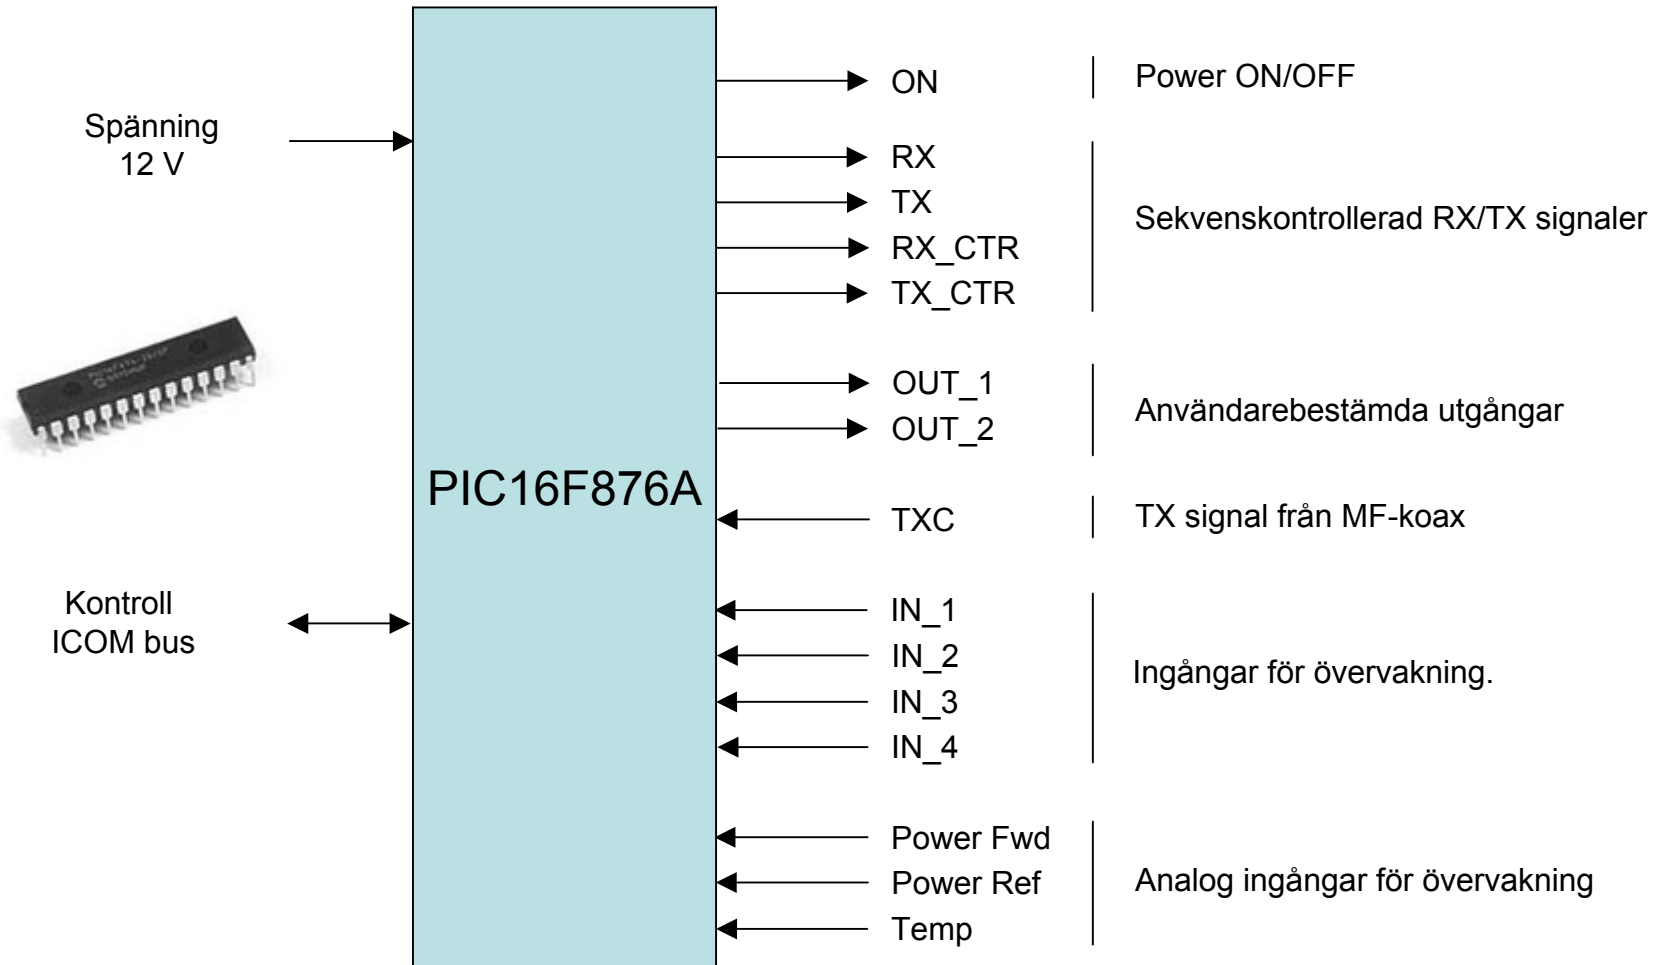 Spänning
12 V
Kontroll
ICOM bus
PIC16F876A
ON
Power ON/OFF
RX
TX
RX_CTR
TX_CTR
Sekvenskontrollerad RX/TX signaler
OUT_1
OUT_2
Användarebestämda utgångar
TXC
TX signal från MF-koax
IN_1
IN_2
IN_3
IN_4
Ingångar för övervakning.
Power Fwd
Power Ref
Temp
Analog ingångar för övervakning